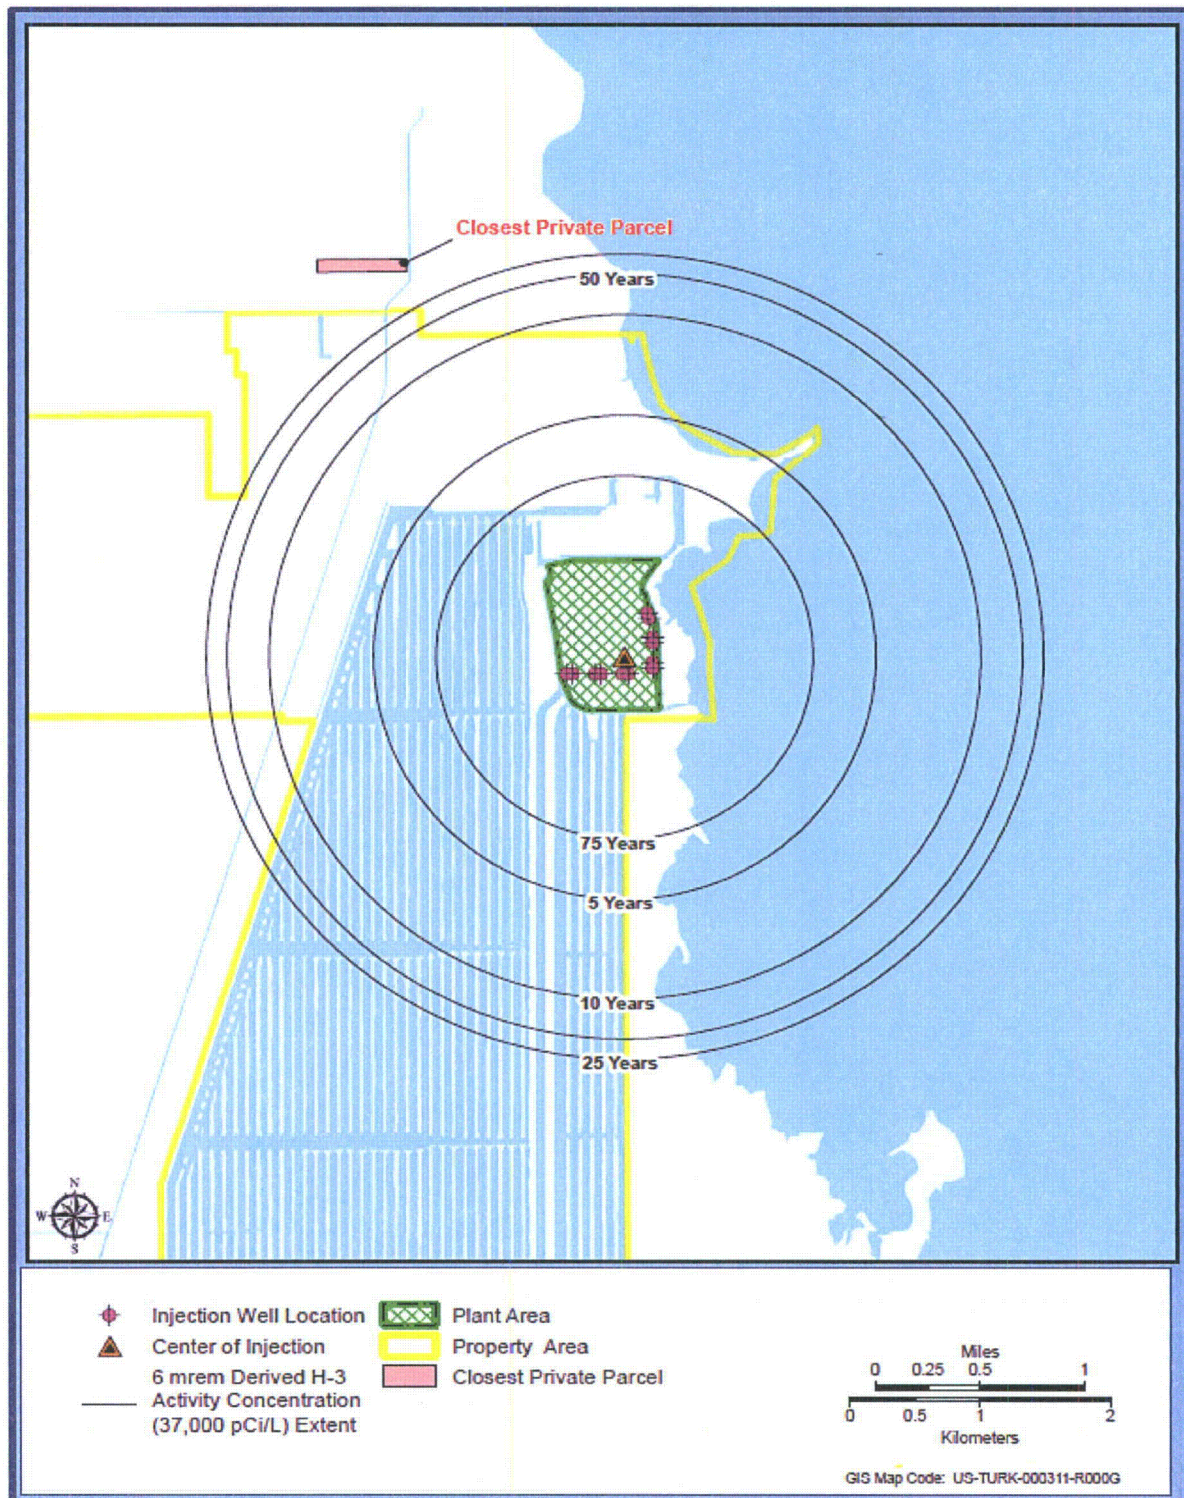 Closest Private Parcel
50 Years
75 Years
5 Years
10 Years
25 Years
N
W E
S
Injection Well Location
Plant Area
Center of Injection
Property Area
6 mrem Derived H-3
Activity Concentration
(37,000 pCi/L) Extent
Closest Private Parcel
Miles
0 0.25 0.5 1
0 0.5 1 2
Kilometers
GIS Map Code: US-TURK-000311-R000G